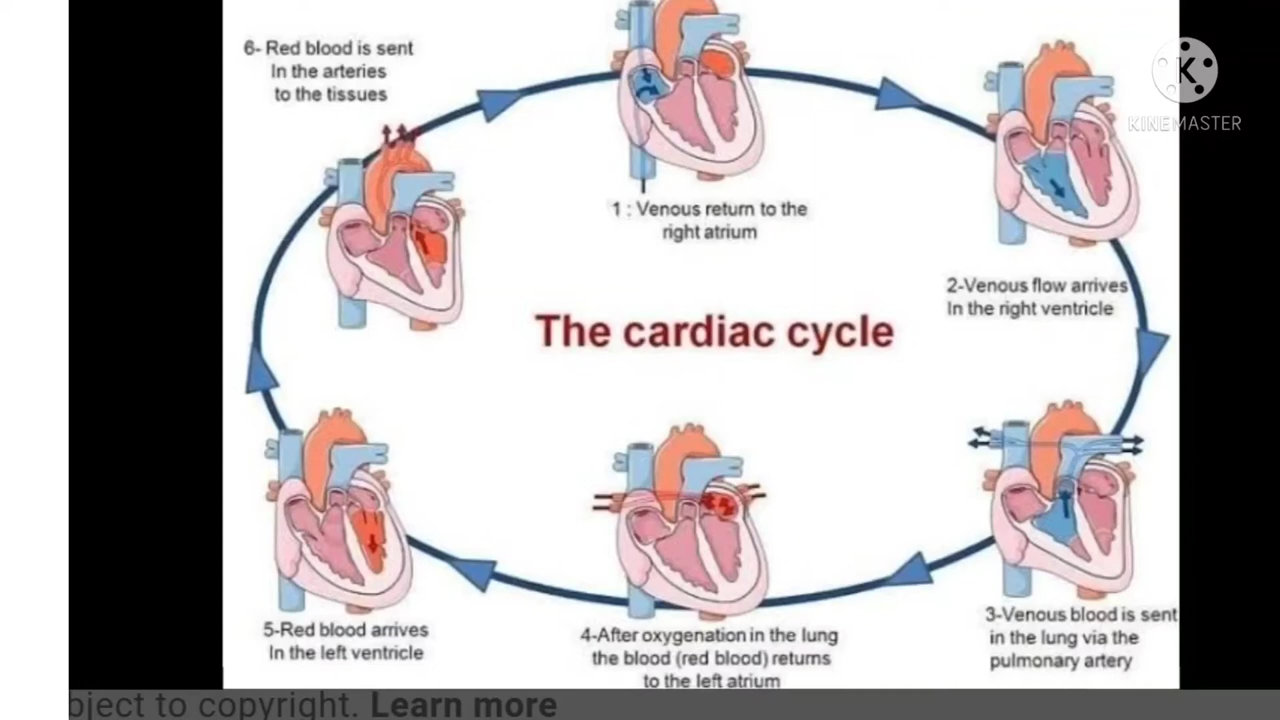 6- Red blood is sent
In the arteries
to the tissues
KINEMASTER
1 : Venous return to the
right atrium
2-Venous flow arrives
In the right ventricle
The cardiac cycle
3-Venous blood is sent
in the lung via the
pulmonary artery
4-After oxygenation in the lung
the blood (red blood) returns
to the left atrium
5-Red blood arrives
In the left ventricle
bject to copyright. Learn more